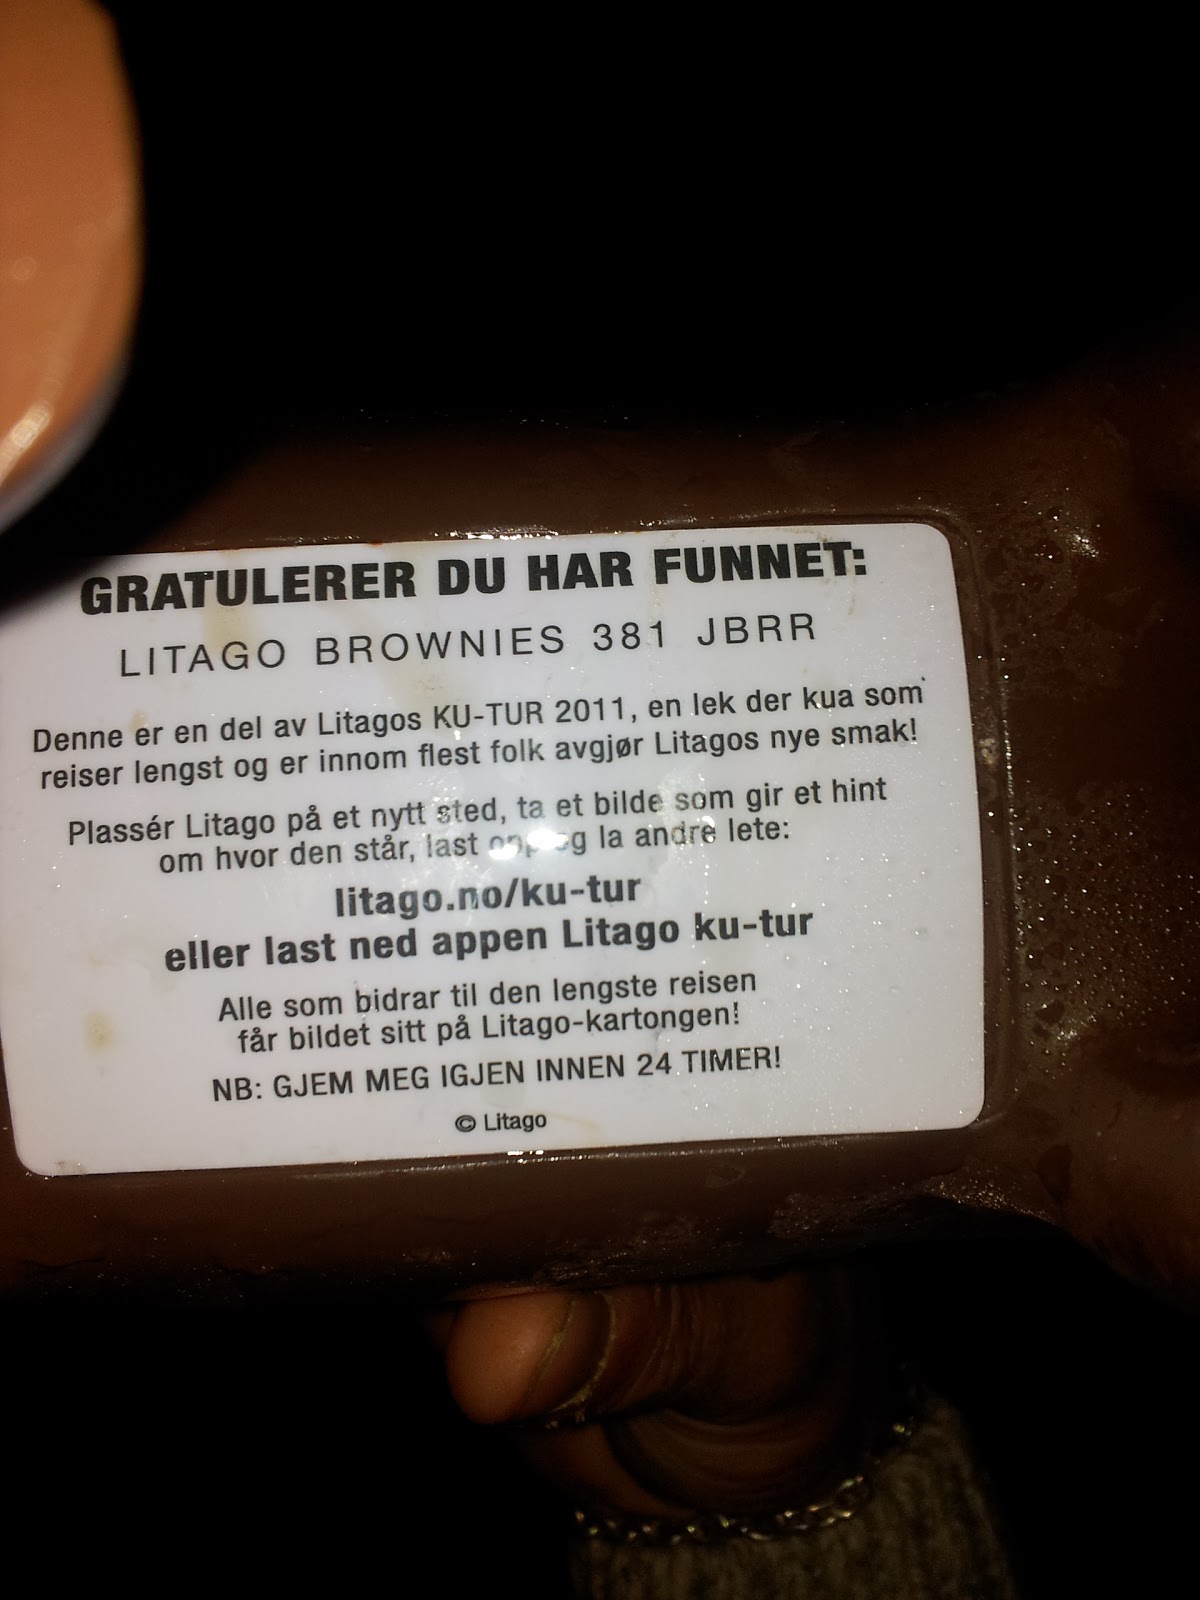 GRATULERER DU HAR FUNNET:
LITAGO BROWNIES 381 JBRR
Denne er en del av Litagos KU-TUR 2011, en lek der kua som
reiser lengst og er innom flest folk avgjør Litagos nye smak!
Plassér Litago på et nytt sted, ta et bilde som gir et hint
om hvor den står, last opp og la andre lete:
litago.no/ku-tur
eller last ned appen Litago ku-tur
Alle som bidrar til den lengste reisen
får bildet sitt på Litago-kartongen!
NB: GJEM MEG IGJEN INNEN 24 TIMER!
© Litago